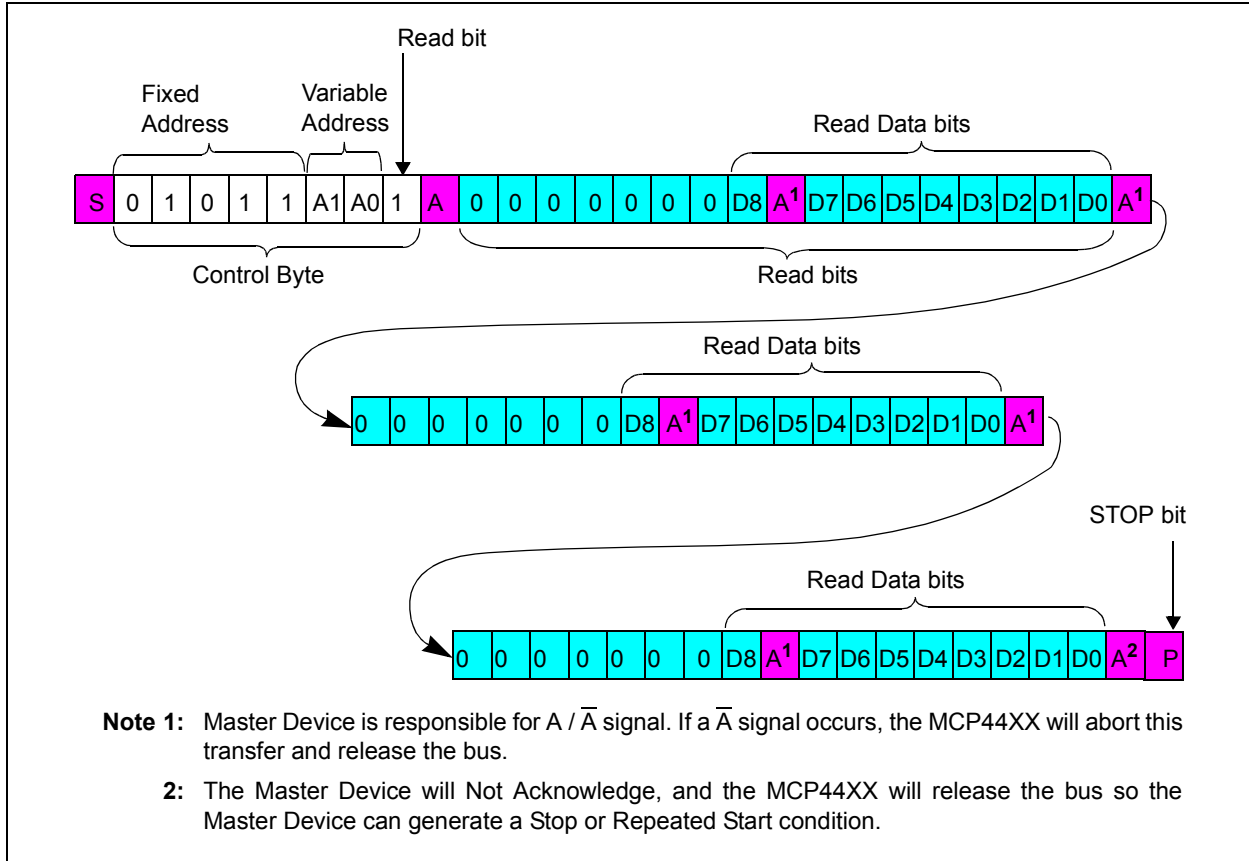 Read bit
Fixed Address
Variable Address
Read Data bits
S 0 1 0 1 1 A1 A0 1 A 0 0 0 0 0 0 0 D8 A¹ D7 D6 D5 D4 D3 D2 D1 D0 A¹
Control Byte
Read bits
Read Data bits
0 0 0 0 0 0 0 D8 A¹ D7 D6 D5 D4 D3 D2 D1 D0 A¹
STOP bit
Read Data bits
0 0 0 0 0 0 0 D8 A¹ D7 D6 D5 D4 D3 D2 D1 D0 A² P
Note 1: Master Device is responsible for A / A̅ signal. If a A̅ signal occurs, the MCP44XX will abort this
transfer and release the bus.
2: The Master Device will Not Acknowledge, and the MCP44XX will release the bus so the
Master Device can generate a Stop or Repeated Start condition.